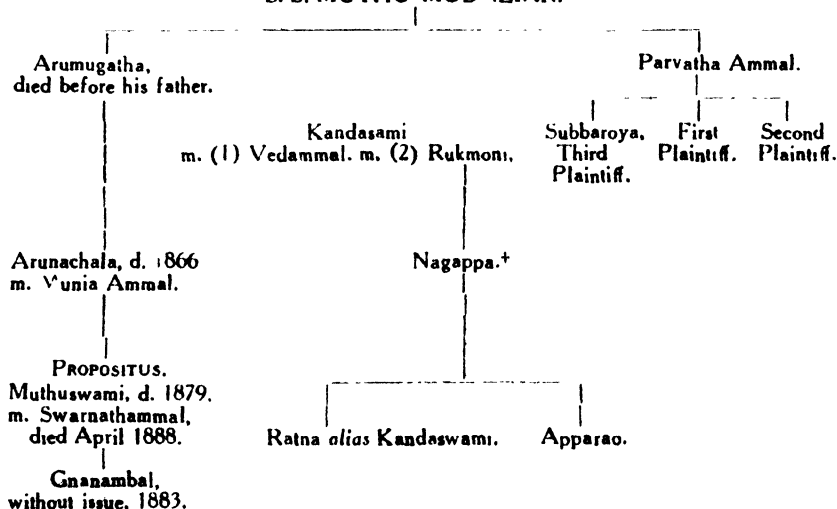 Arumugatha,
died before his father.
Parvatha Ammal.
Kandasami
m. (1) Vedammal. m. (2) Rukmoni,
Subbaroya,
Third
Plaintiff.
First
Plaintiff.
Second
Plaintiff.
Arunachala, d. 1866
m. Ammal.
Nagappa.+
PROPOSITUS.
Muthuswami, d. 1879.
m. Swarnathammal,
died April 1888.
Ratna alias Kandaswami.
Apparao.
Gnanambal,
without issue, 1883.